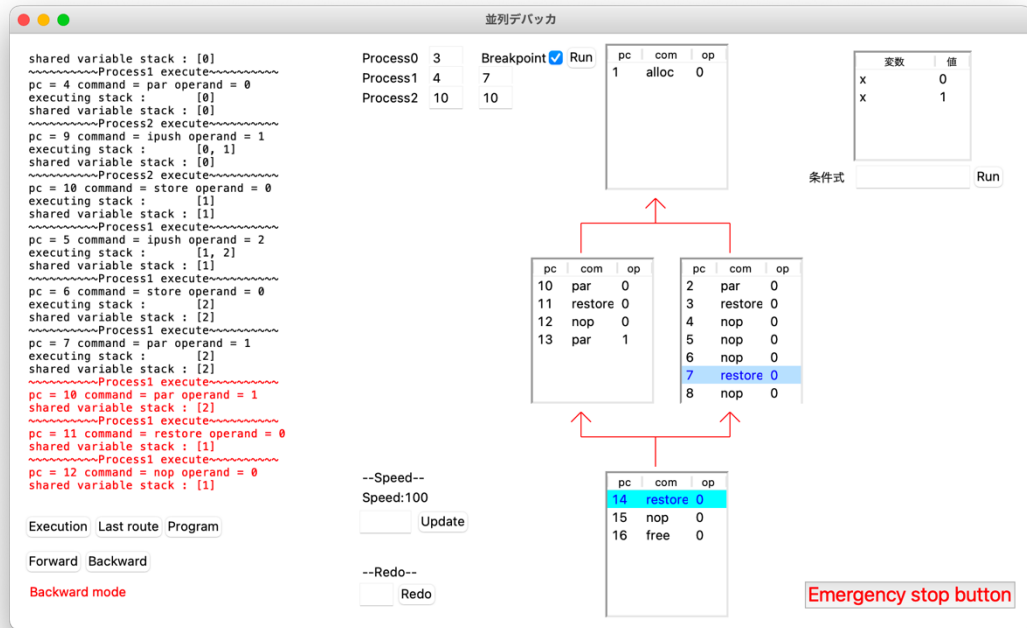 並列デバッカ
shared variable stack : [0]
~~~~~~~~~~Process1 execute~~~~~~~~~~
pc = 4 command = par operand = 0
executing stack :       [0]
shared variable stack : [0]
~~~~~~~~~~Process2 execute~~~~~~~~~~
pc = 9 command = ipush operand = 1
executing stack :       [0, 1]
shared variable stack : [0]
~~~~~~~~~~Process2 execute~~~~~~~~~~
pc = 10 command = store operand = 0
executing stack :       [1]
shared variable stack : [1]
~~~~~~~~~~Process1 execute~~~~~~~~~~
pc = 5 command = ipush operand = 2
executing stack :       [1, 2]
shared variable stack : [1]
~~~~~~~~~~Process1 execute~~~~~~~~~~
pc = 6 command = store operand = 0
executing stack :       [2]
shared variable stack : [2]
~~~~~~~~~~Process1 execute~~~~~~~~~~
pc = 7 command = par operand = 1
executing stack :       [2]
shared variable stack : [2]
~~~~~~~~~~Process1 execute~~~~~~~~~~
pc = 10 command = par operand = 1
shared variable stack : [2]
~~~~~~~~~~Process1 execute~~~~~~~~~~
pc = 11 command = restore operand = 0
shared variable stack : [1]
~~~~~~~~~~Process1 execute~~~~~~~~~~
pc = 12 command = nop operand = 0
shared variable stack : [1]
Execution Last route Program
Forward Backward
Backward mode
Process0 3 Breakpoint Run
Process1 4 7
Process2 10 10
pc com op
1 alloc 0
変数 値
x 0
x 1
条件式 Run
pc com op
10 par 0
11 restore 0
12 nop 0
13 par 1
pc com op
2 par 0
3 restore 0
4 nop 0
5 nop 0
6 nop 0
7 restore 0
8 nop 0
--Speed--
Speed:100
Update
--Redo--
Redo
pc com op
14 restore 0
15 nop 0
16 free 0
Emergency stop button